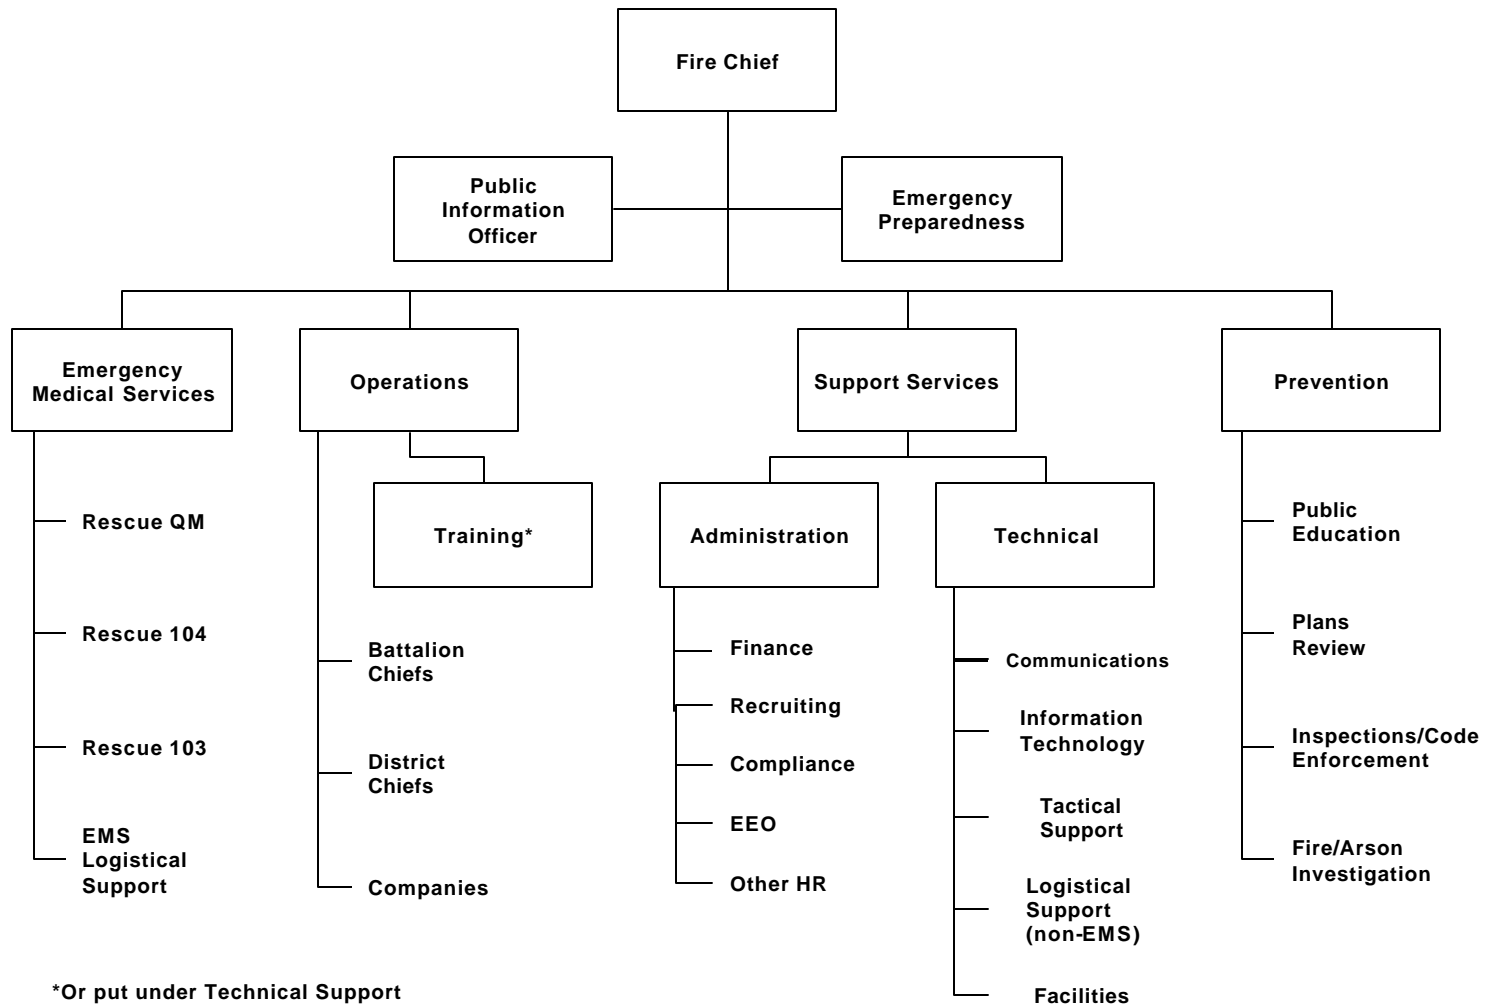 Fire Chief
Public
Information
Officer
Emergency
Preparedness
Emergency
Medical Services
Operations
Support Services
Prevention
Training*
Administration
Technical
Rescue QM
Rescue 104
Rescue 103
EMS
Logistical
Support
Battalion
Chiefs
District
Chiefs
Companies
Finance
Recruiting
Compliance
EEO
Other HR
Communications
Information
Technology
Tactical
Support
Logistical
Support
(non-EMS)
Facilities
Public
Education
Plans
Review
Inspections/Code
Enforcement
Fire/Arson
Investigation
*Or put under Technical Support